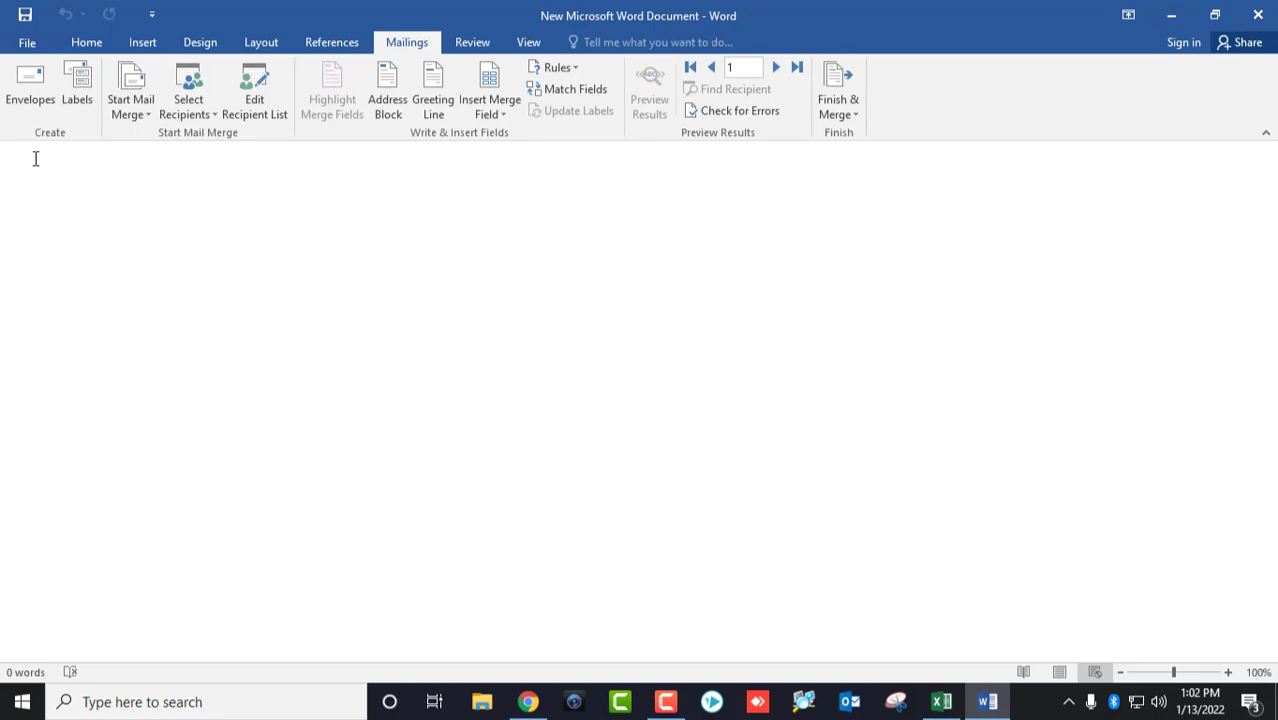 New Microsoft Word Document - Word
File Home Insert Design Layout References Mailings Review View Tell me what you want to do... Sign in Share
Envelopes
Labels
Create
Start Mail
Merge
Select
Recipients
Edit
Recipient List
Start Mail Merge
Highlight
Merge Fields
Address
Block
Greeting
Line
Insert Merge
Field
Rules
Match Fields
Update Labels
Write & Insert Fields
ABC
Preview
Results
1
Find Recipient
Check for Errors
Preview Results
Finish &
Merge
Finish
0 words
100%
Type here to search
1:02 PM
1/13/2022
3